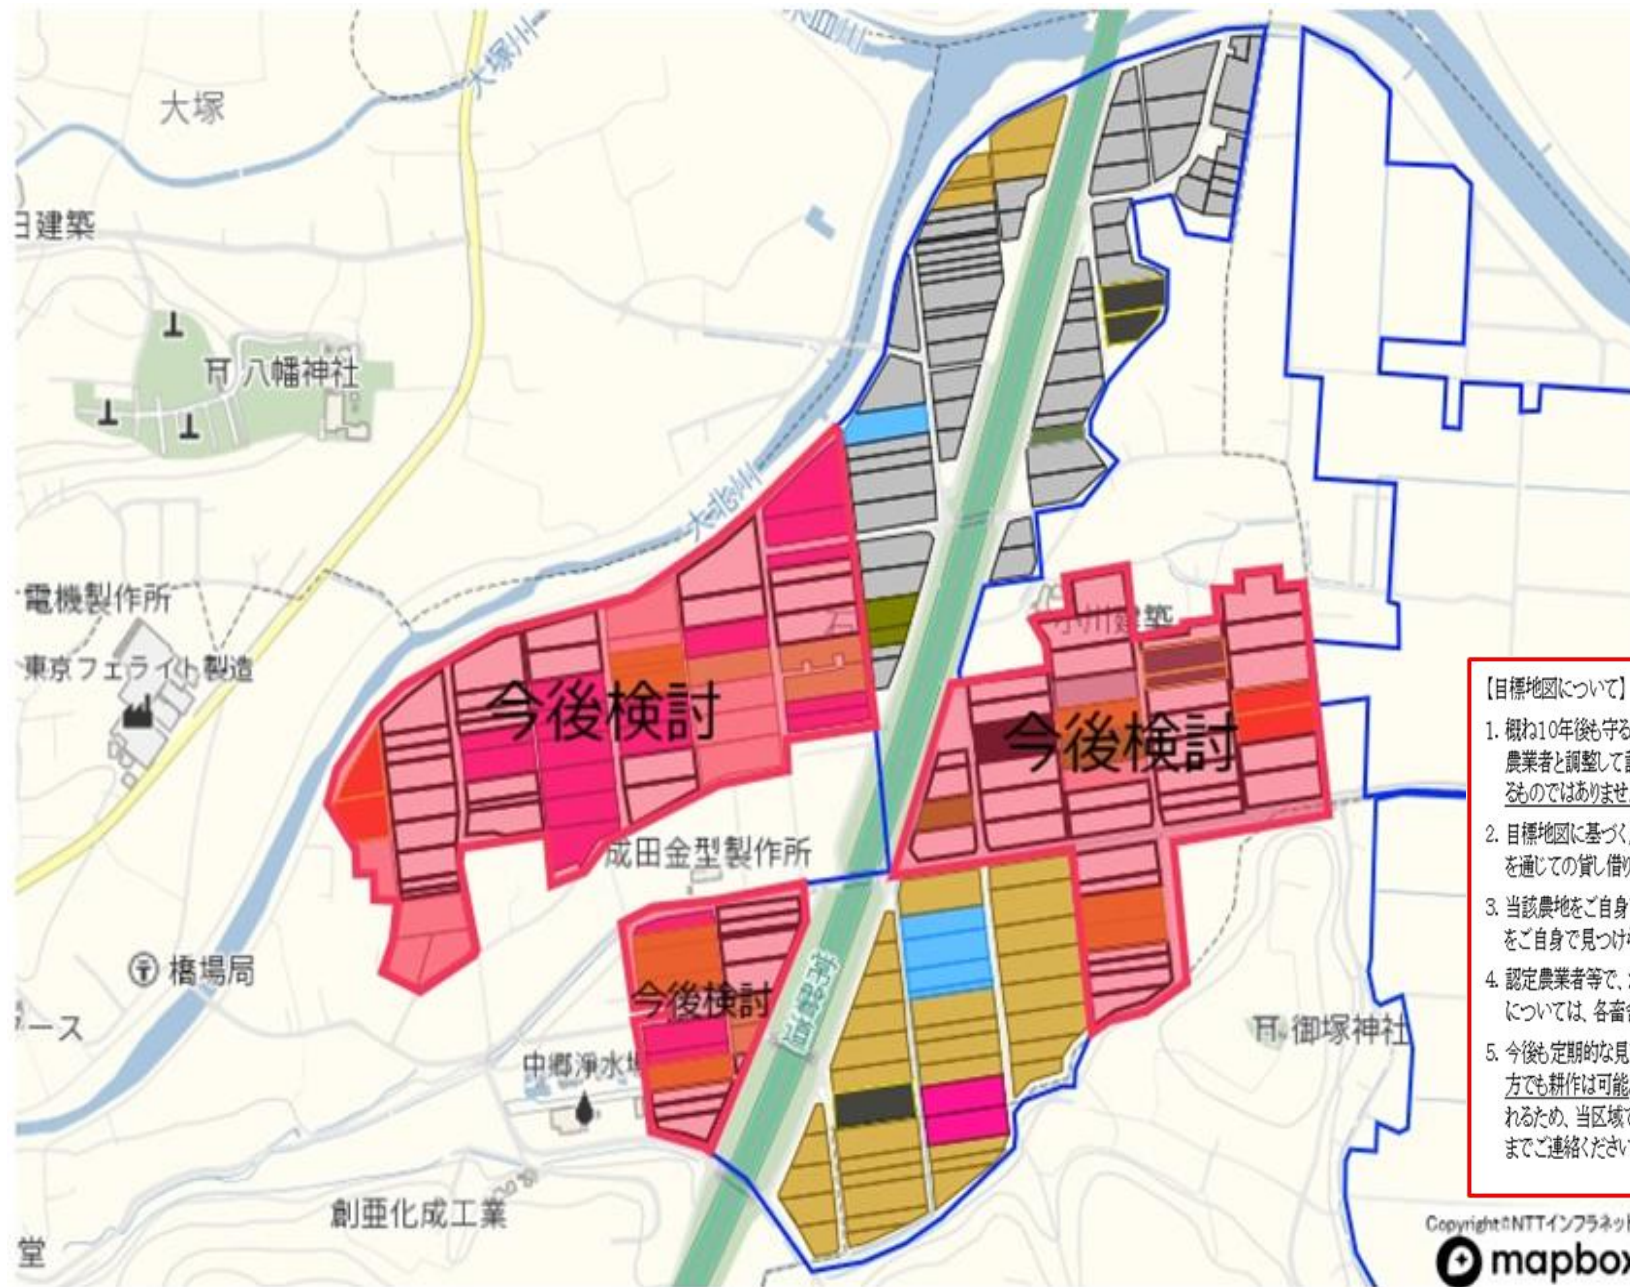 大塚川
大塚
日建築
八幡神社
大北川
電機製作所
東京フェライト製造
小川建築
今後検討
今後検討
成田金型製作所
橋場局
今後検討
常磐道
御塚神社
ース
中郷浄水場
創亜化成工業
堂
【目標地図について】
1. 概ね10年後も守る
農業者と調整して
るものではありませ
2. 目標地図に基づく
を通じての貸し借り
3. 当該農地をご自身
をご自身で見つけ
4. 認定農業者等で、
については、各畜
5. 今後も定期的な見
方でも耕作は可能
れるため、当区域で
までご連絡ください
Copyright©NTTインフラネット
mapbox